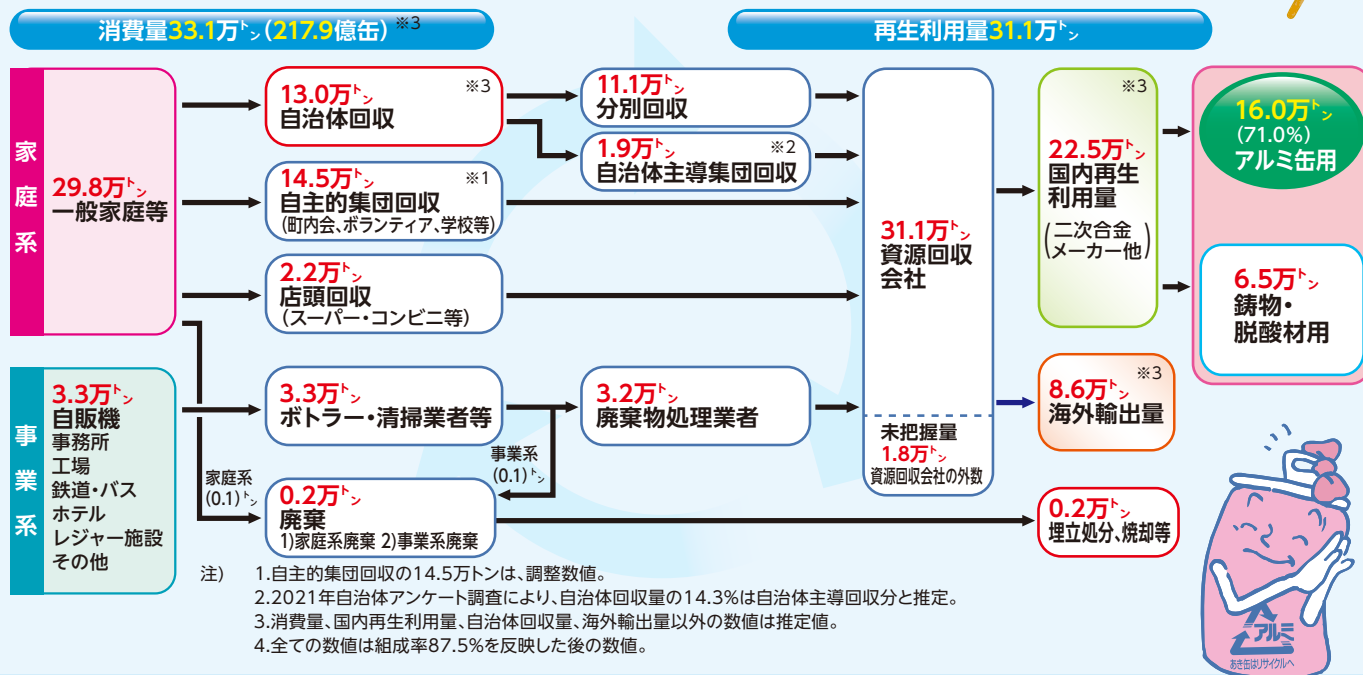 消費量33.1万トン(217.9億缶) ※3
再生利用量31.1万トン
家庭系
29.8万トン
一般家庭等
13.0万トン ※3
自治体回収
11.1万トン
分別回収
1.9万トン ※2
自治体主導集団回収
14.5万トン ※1
自主的集団回収
(町内会、ボランティア、学校等)
2.2万トン
店頭回収
(スーパー・コンビニ等)
31.1万トン
資源回収
会社
未把握量
1.8万トン
資源回収会社の外数
※3
22.5万トン
国内再生
利用量
(二次合金
メーカー他)
16.0万トン
(71.0%)
アルミ缶用
6.5万トン
鋳物・
脱酸材用
事業系
3.3万トン
自販機
事務所
工場
鉄道・バス
ホテル
レジャー施設
その他
3.3万トン
ボトラー・清掃業者等
3.2万トン
廃棄物処理業者
※3
8.6万トン
海外輸出量
家庭系
(0.1)トン
事業系
(0.1)トン
0.2万トン
廃棄
1)家庭系廃棄 2)事業系廃棄
0.2万トン
埋立処分、焼却等
注) 1.自主的集団回収の14.5万トンは、調整数値。
2.2021年自治体アンケート調査により、自治体回収量の14.3%は自治体主導回収分と推定。
3.消費量、国内再生利用量、自治体回収量、海外輸出量以外の数値は推定値。
4.全ての数値は組成率87.5%を反映した後の数値。
アルミ
あき缶はリサイクルへ